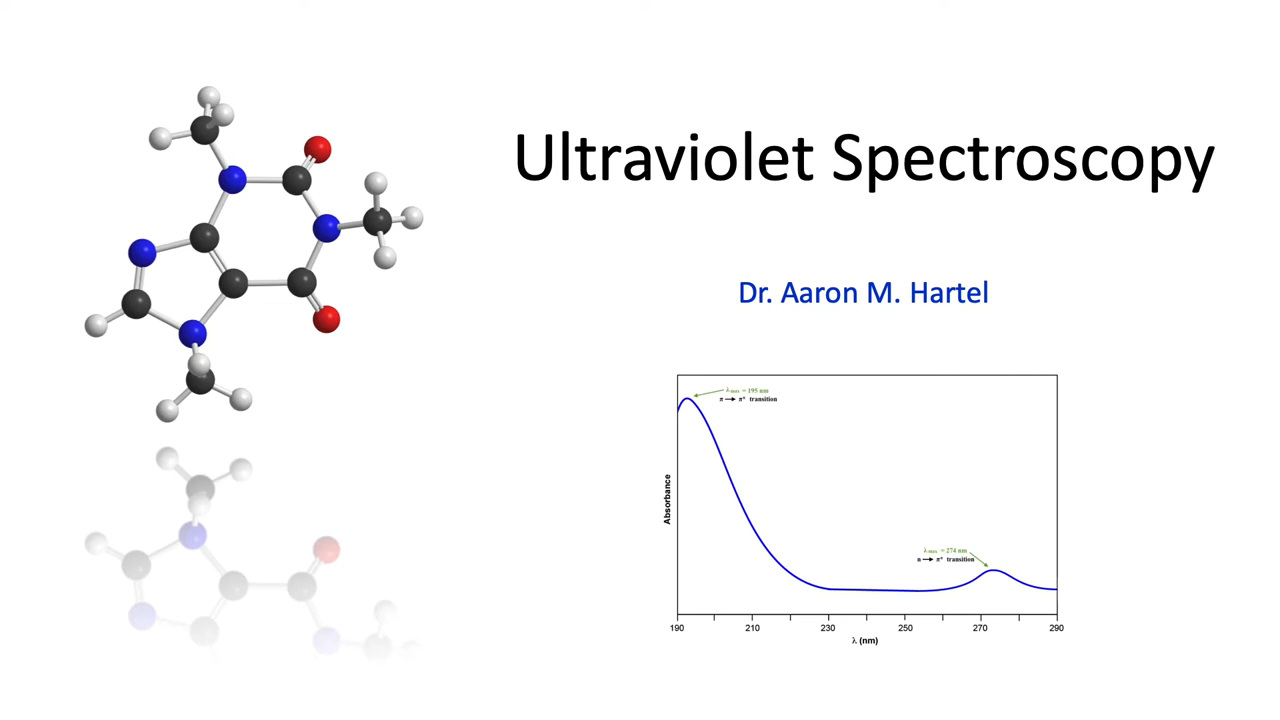 Ultraviolet Spectroscopy
Dr. Aaron M. Hartel
λmax = 195 nm
π → π* transition
Absorbance
λmax = 274 nm
n → π* transition
190 210 230 250 270 290
λ (nm)